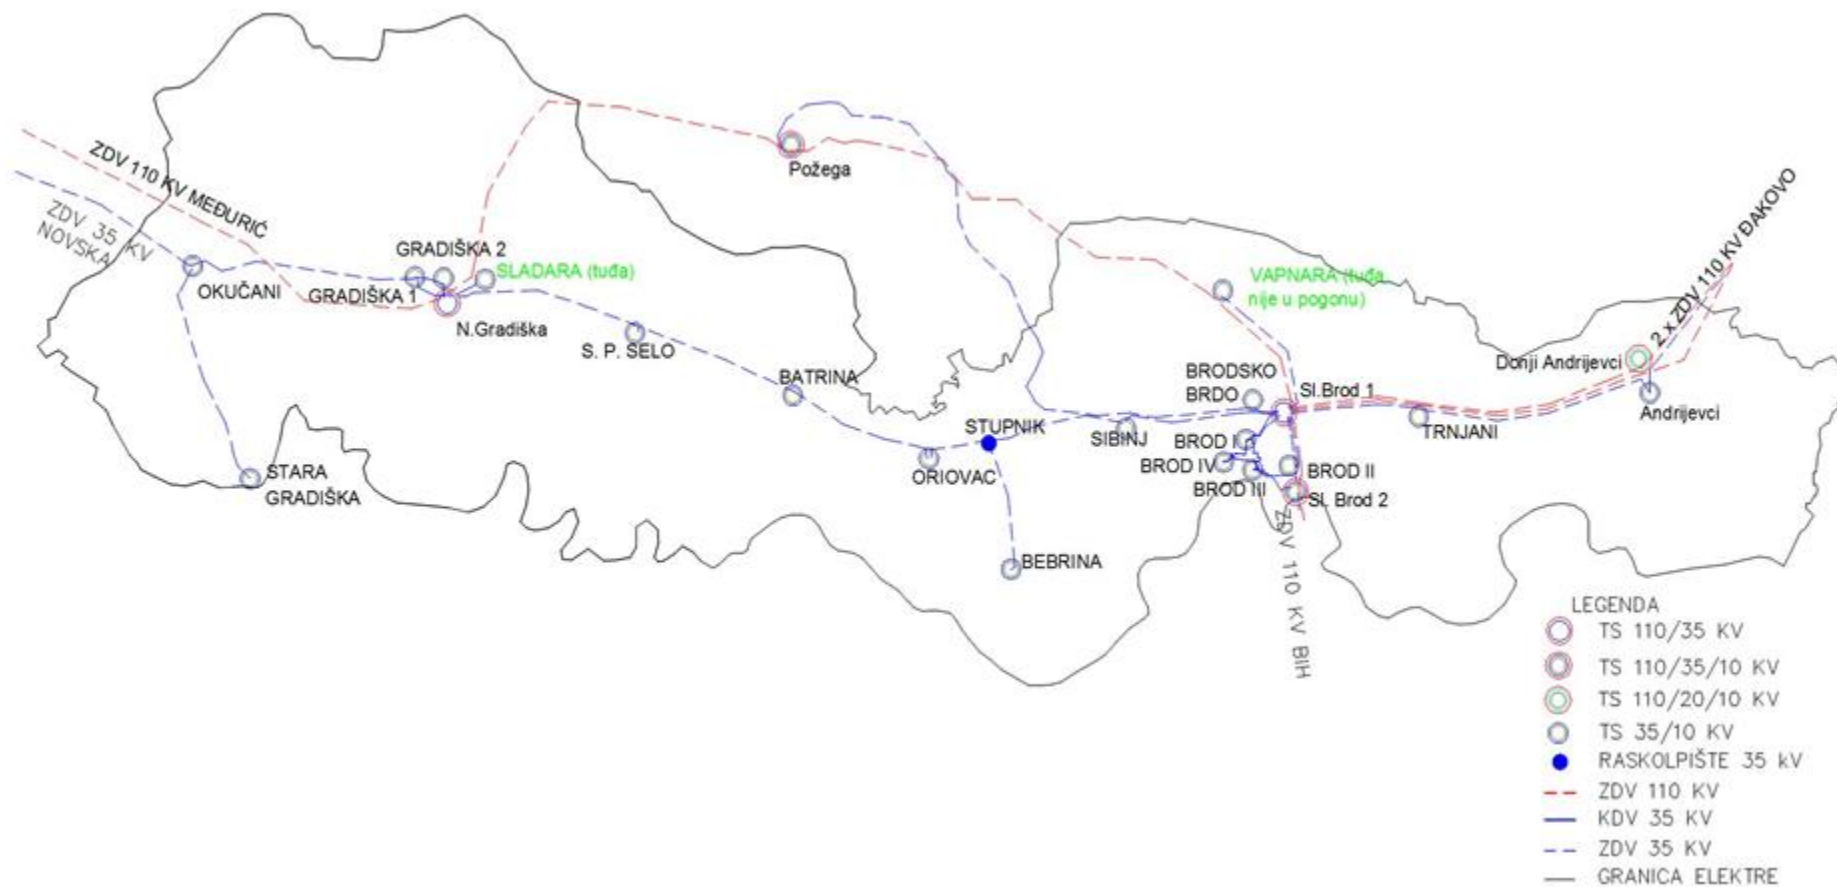 ZDV 110 KV MEĐURIĆ
ZDV 35 KV
NOVSKA
OKUČANI
GRADIŠKA 2
GRADIŠKA 1
SLADARA (tuđa)
N.Gradiška
STARA
GRADIŠKA
S. P. SELO
Požega
BATRINA
STUPNIK
ORIOVAC
BEBRINA
SIBINJ
VAPNARA (tuđa,
nije u pogonu)
BRODSKO
BRDO
Sl.Brod 1
BROD I
BROD IV
BROD III
BROD II
Sl. Brod 2
ZDV 110 KV BIH
TRNJANI
Donji Andrijevci
Andrijevci
2 x ZDV 110 KV ĐAKOVO
LEGENDA
TS 110/35 KV
TS 110/35/10 KV
TS 110/20/10 KV
TS 35/10 KV
RASKOLPIŠTE 35 kV
ZDV 110 KV
KDV 35 KV
ZDV 35 KV
GRANICA ELEKTRE